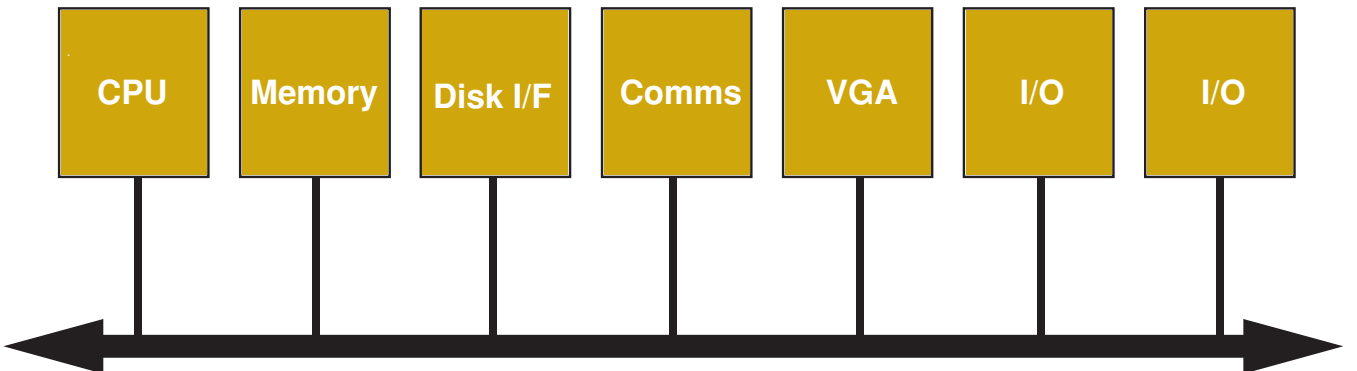 CPU
Memory
Disk I/F
Comms
VGA
I/O
I/O